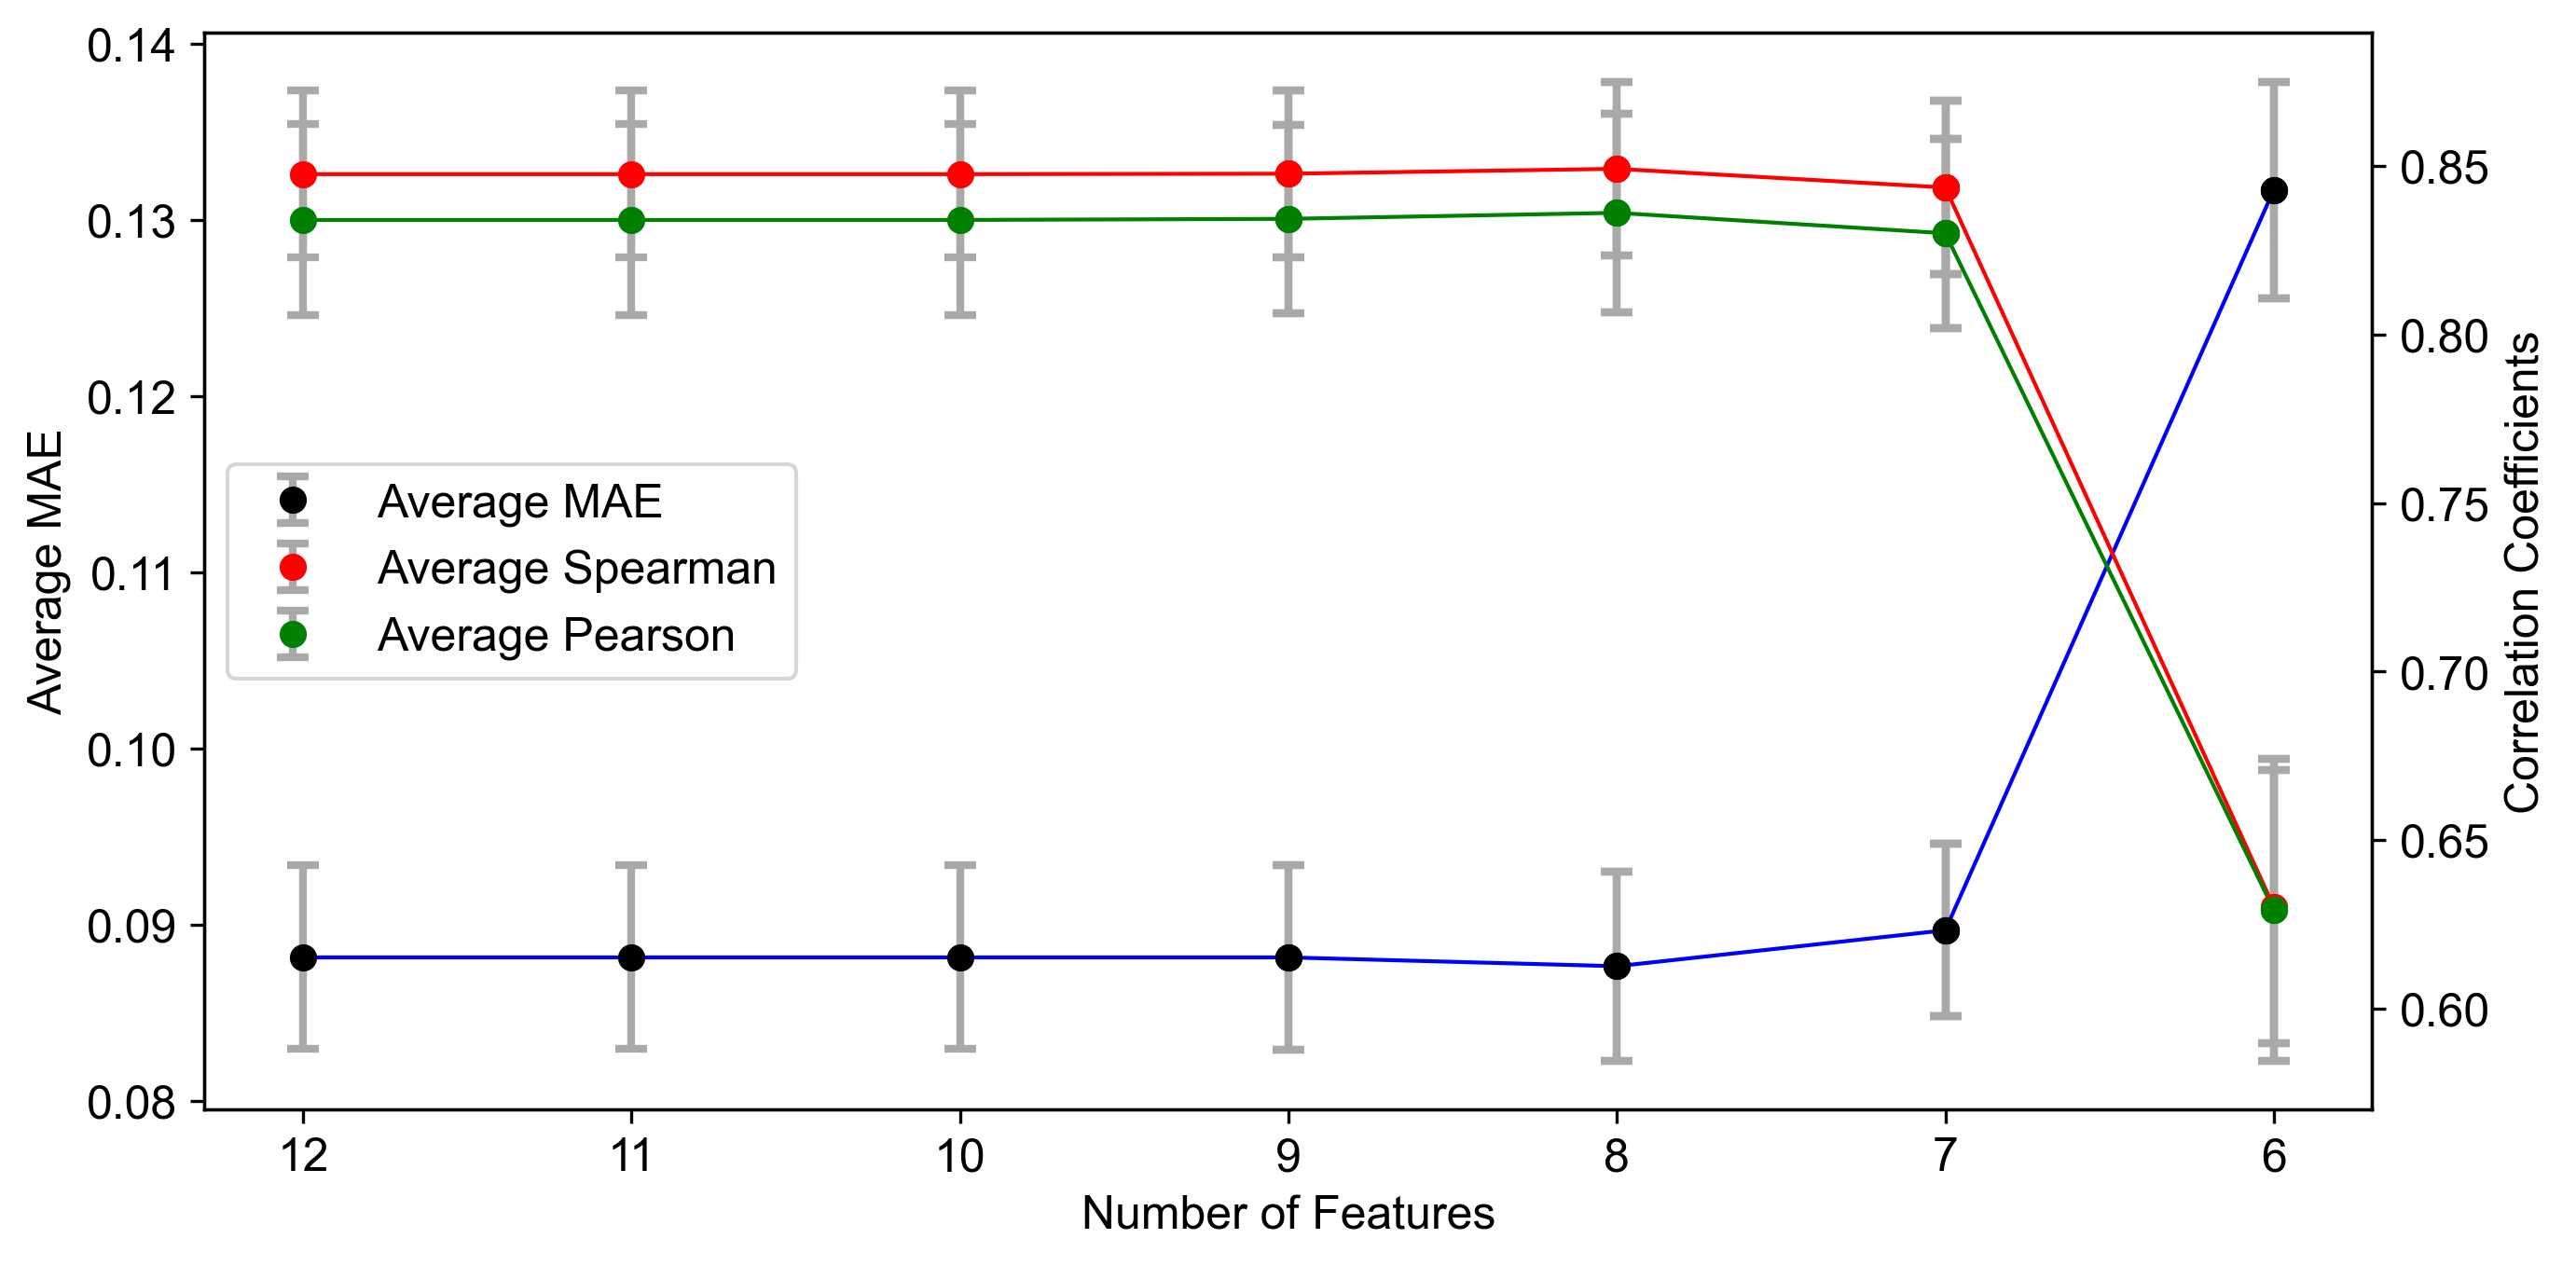 0.14
0.13
0.12
0.11
0.10
0.09
0.08
Average MAE
Average MAE
Average Spearman
Average Pearson
0.85
0.80
0.75
0.70
0.65
0.60
Correlation Coefficients
12 11 10 9 8 7 6
Number of Features